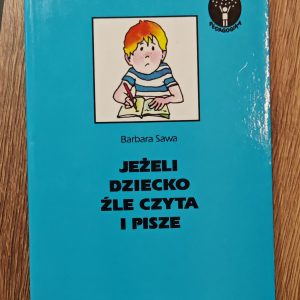 Barbara Sawa
JEŻELI
DZIECKO
ŹLE CZYTA
I PISZE